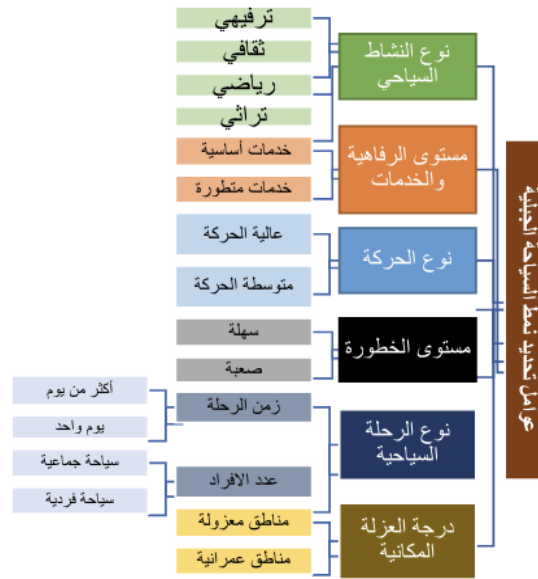 عوامل تحديد نمط السياحة الجبلية
نوع النشاط
السياحي
ترفيهي
ثقافي
رياضي
تراثي
مستوى الرفاهية
والخدمات
خدمات أساسية
خدمات متطورة
نوع الحركة
عالية الحركة
متوسطة الحركة
مستوى الخطورة
سهلة
صعبة
نوع الرحلة
السياحية
زمن الرحلة
أكثر من يوم
يوم واحد
عدد الافراد
سياحة جماعية
سياحة فردية
درجة العزلة
المكانية
مناطق معزولة
مناطق عمرانية